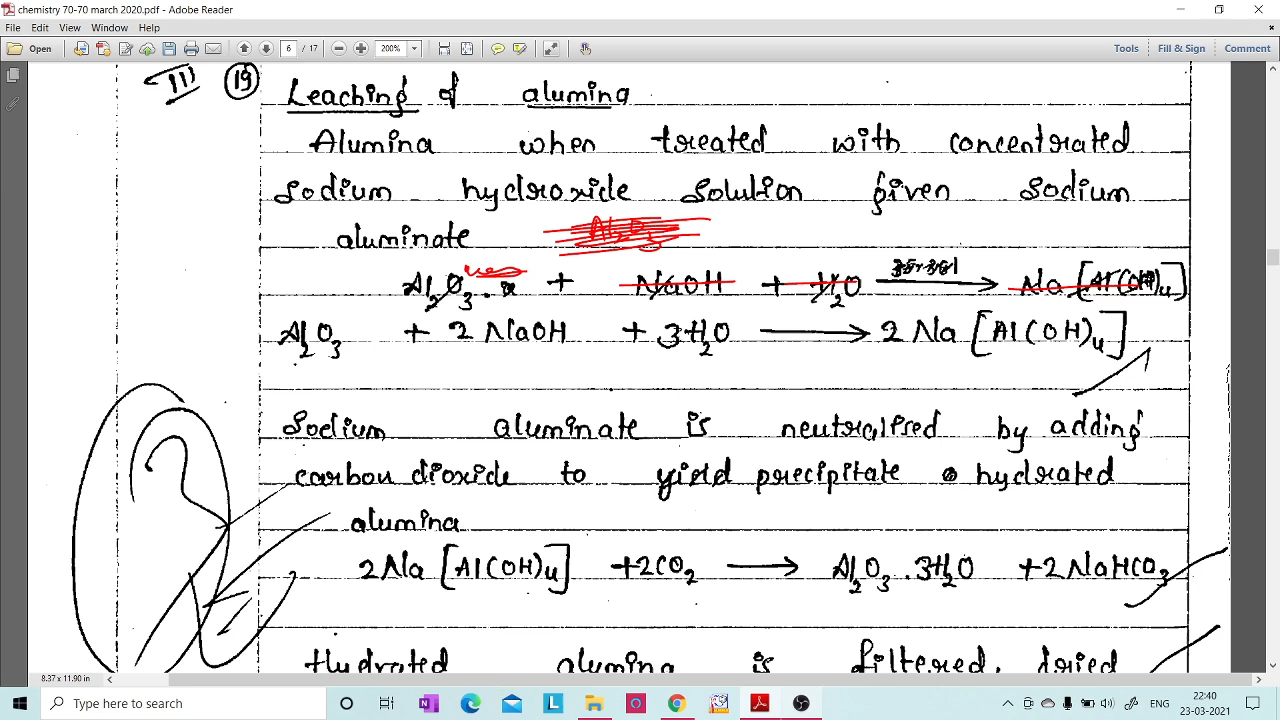 chemistry 70-70 march 2020.pdf - Adobe Reader
File Edit View Window Help
Open 6 / 17 200% Tools Fill & Sign Comment
III 19 Leaching of alumina
Alumina when treated with concentrated
Sodium hydroxide Solution given Sodium
aluminate Al2O3
Al2O3 . x + NaOH + H2O → Na [Al(OH)4]
Al2O3 + 2 NaOH + 3H2O → 2 Na [Al(OH)4]
Sodium aluminate is neutralised by adding
carbon dioxide to yield precipitate hydrated
alumina
2Na [Al(OH)4] +2CO2 → Al2O3 .3H2O +2NaHCO3
Hydrated alumina is filtered, dried
8.37 x 11.90 in
Type here to search
ENG
22:40
23-03-2021